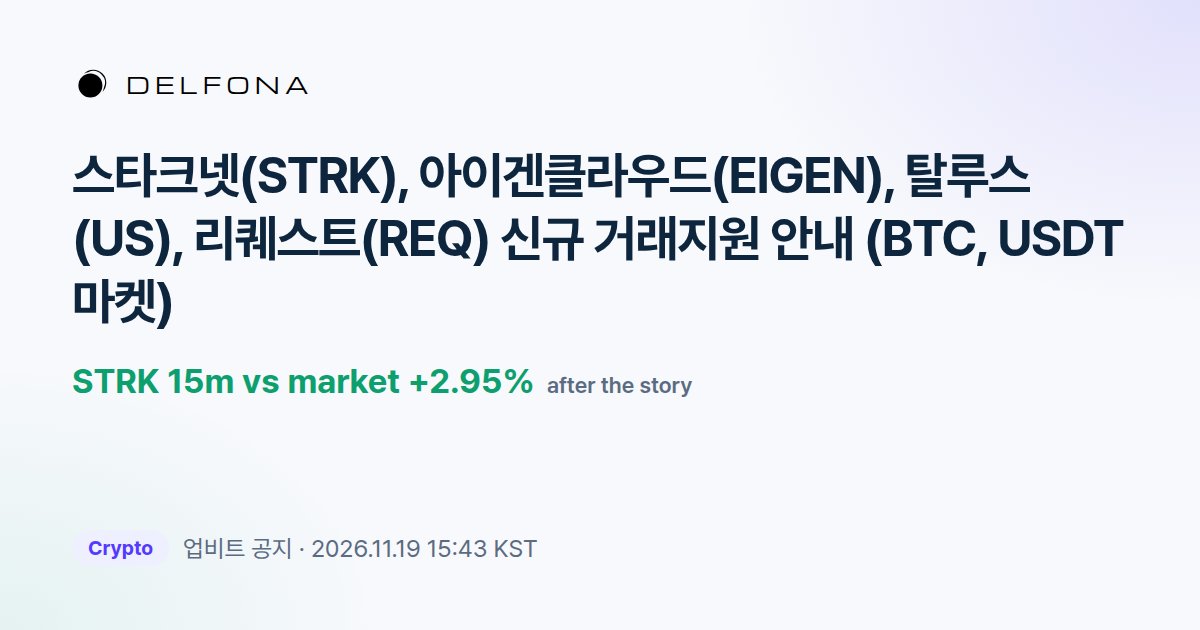 DELFONA
스타크넷(STRK), 아이겐클라우드(EIGEN), 탈루스
(US), 리퀘스트(REQ) 신규 거래지원 안내 (BTC, USDT
마켓)
STRK 15m vs market +2.95% after the story
Crypto 업비트 공지 · 2026.11.19 15:43 KST